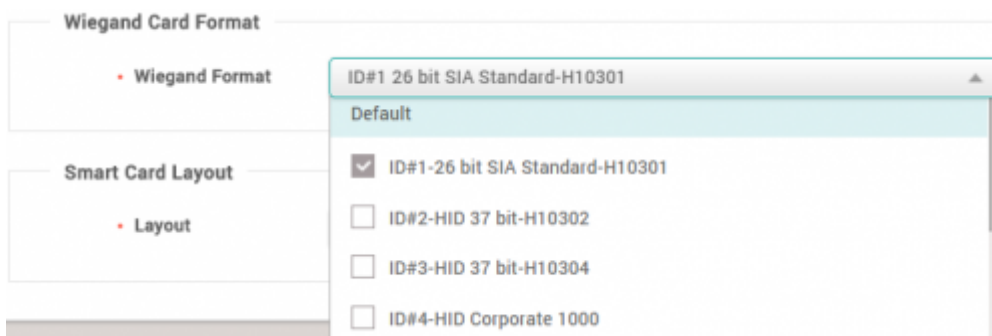 Wiegand Card Format
• Wiegand Format
ID#1 26 bit SIA Standard-H10301
Default
ID#1-26 bit SIA Standard-H10301
Smart Card Layout
• Layout
ID#2-HID 37 bit-H10302
ID#3-HID 37 bit-H10304
ID#4-HID Corporate 1000